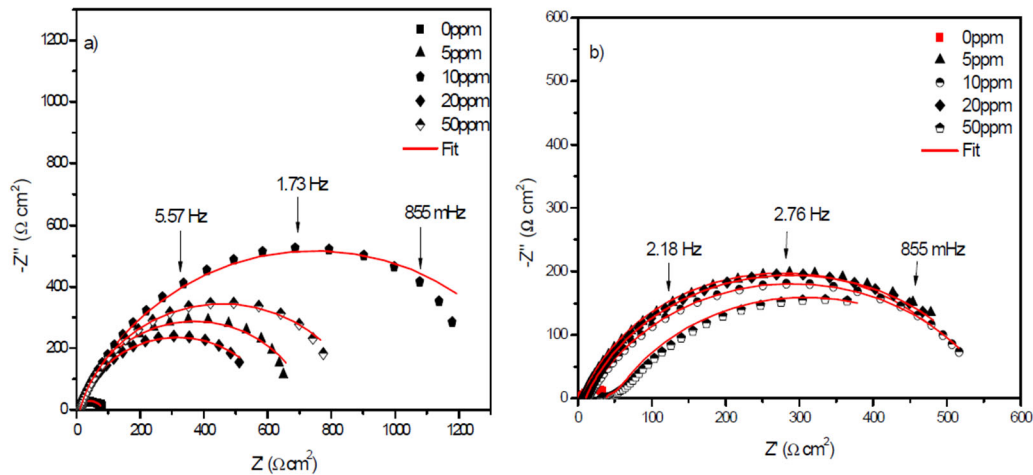 a)
0ppm
5ppm
10ppm
20ppm
50ppm
Fit
1200
1000
800
600
400
200
0
-Z'' (Ω cm²)
5.57 Hz
1.73 Hz
855 mHz
0 200 400 600 800 1000 1200
Z' (Ω cm²)
b)
0ppm
5ppm
10ppm
20ppm
50ppm
Fit
600
500
400
300
200
100
0
-Z'' (Ω cm²)
2.18 Hz
2.76 Hz
855 mHz
0 100 200 300 400 500 600
Z' (Ω cm²)